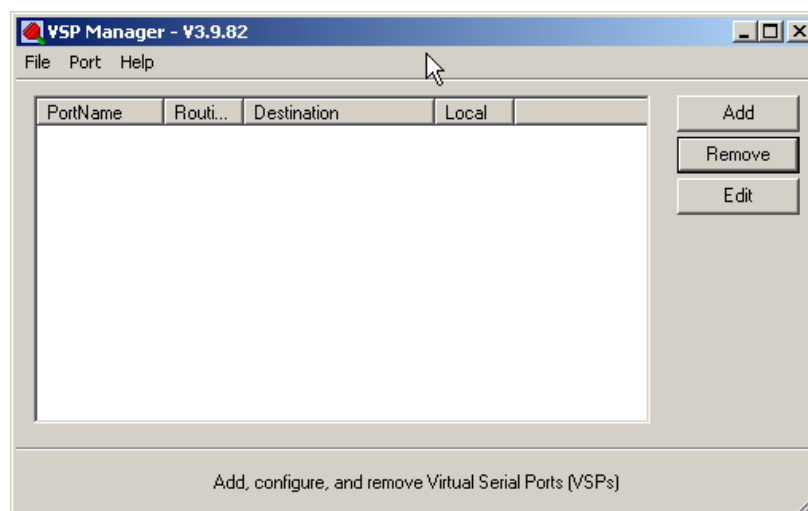 VSP Manager - V3.9.82
File Port Help
PortName Routi... Destination Local
Add
Remove
Edit
Add, configure, and remove Virtual Serial Ports (VSPs)